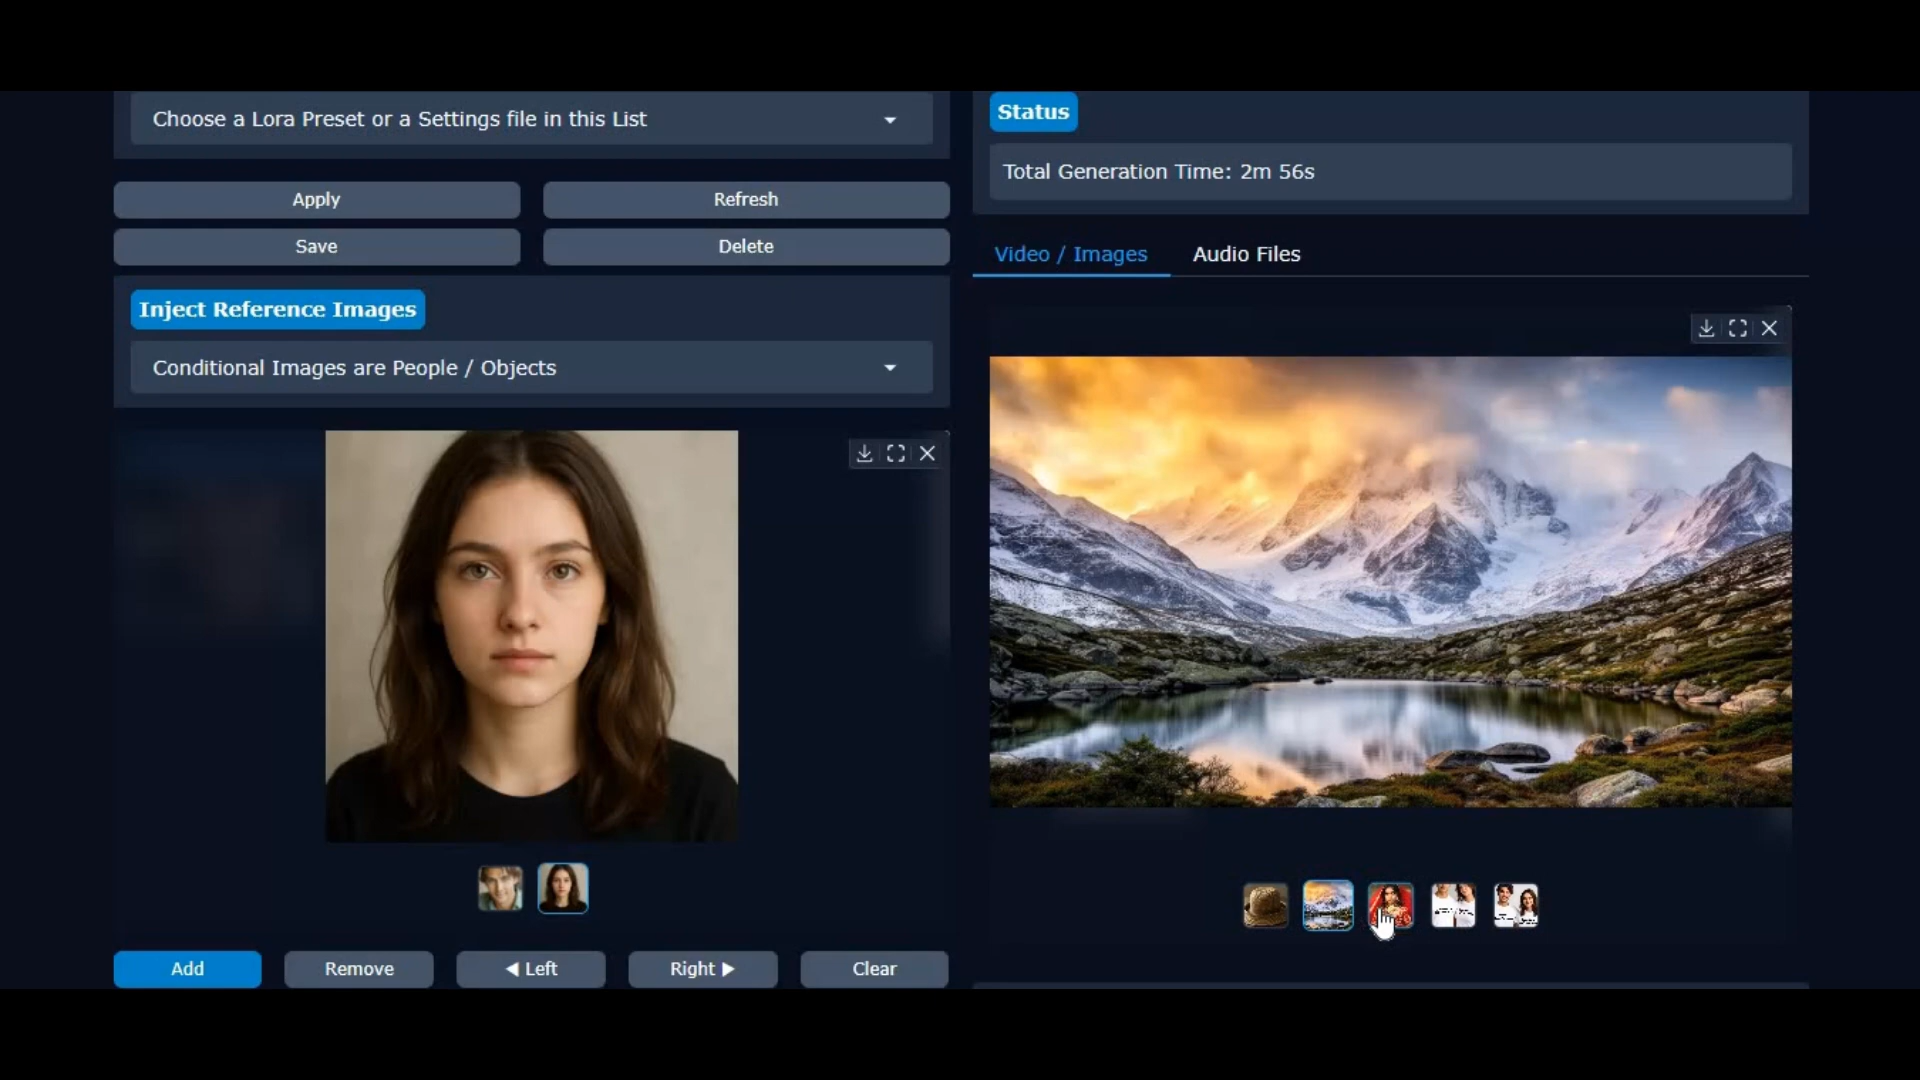 Choose a Lora Preset or a Settings file in this List
Apply
Refresh
Save
Delete
Inject Reference Images
Conditional Images are People / Objects
Add
Remove
◀ Left
Right ▶
Clear
Status
Total Generation Time: 2m 56s
Video / Images
Audio Files